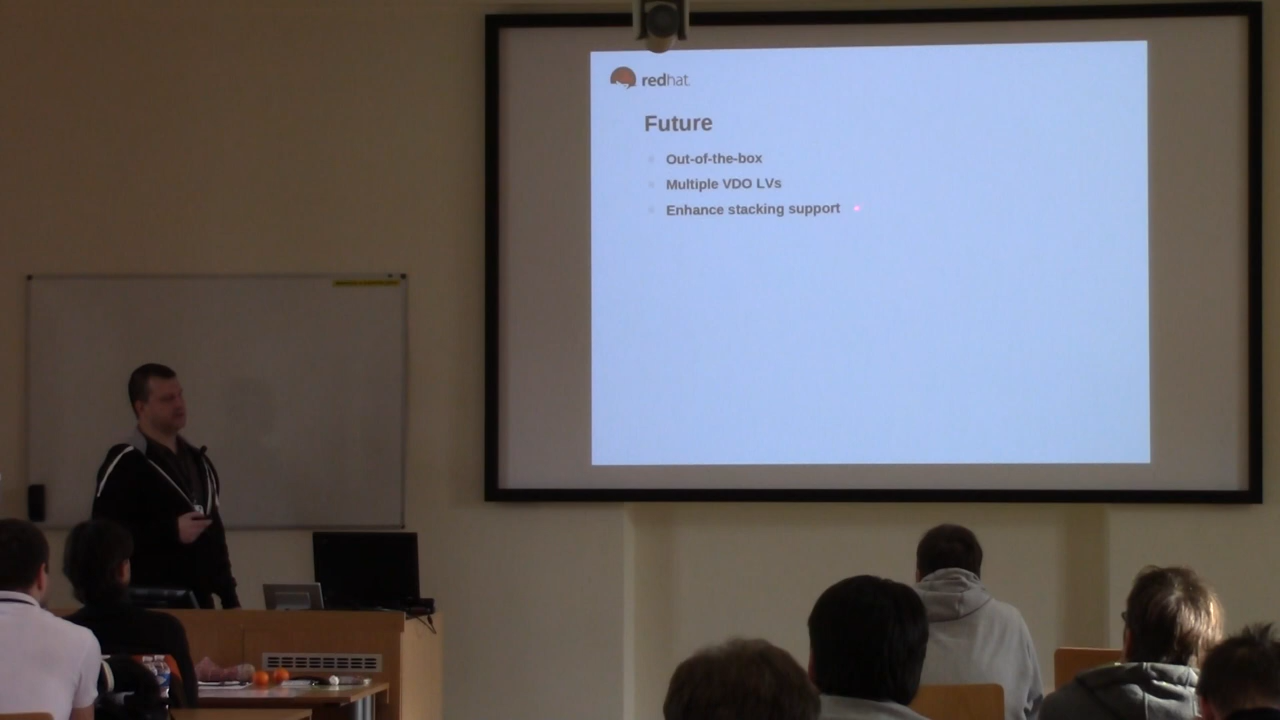 redhat.
Future
Out-of-the-box
Multiple VDO LVs
Enhance stacking support